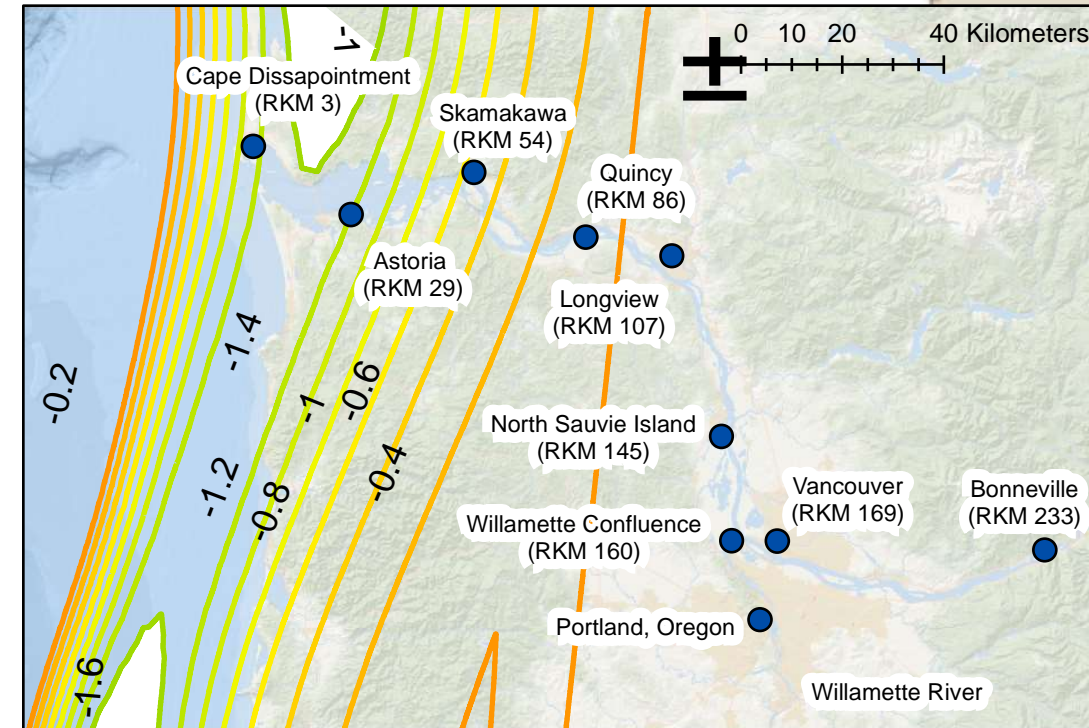 0 10 20 40 Kilometers
-1
Cape Dissapointment
(RKM 3)
Skamakawa
(RKM 54)
Quincy
(RKM 86)
Astoria
(RKM 29)
Longview
(RKM 107)
-1.4
-0.2
-0.6
-1
North Sauvie Island
(RKM 145)
-0.4
-1.2
-0.8
Vancouver
(RKM 169)
Bonneville
(RKM 233)
Willamette Confluence
(RKM 160)
Portland, Oregon
-1.6
Willamette River